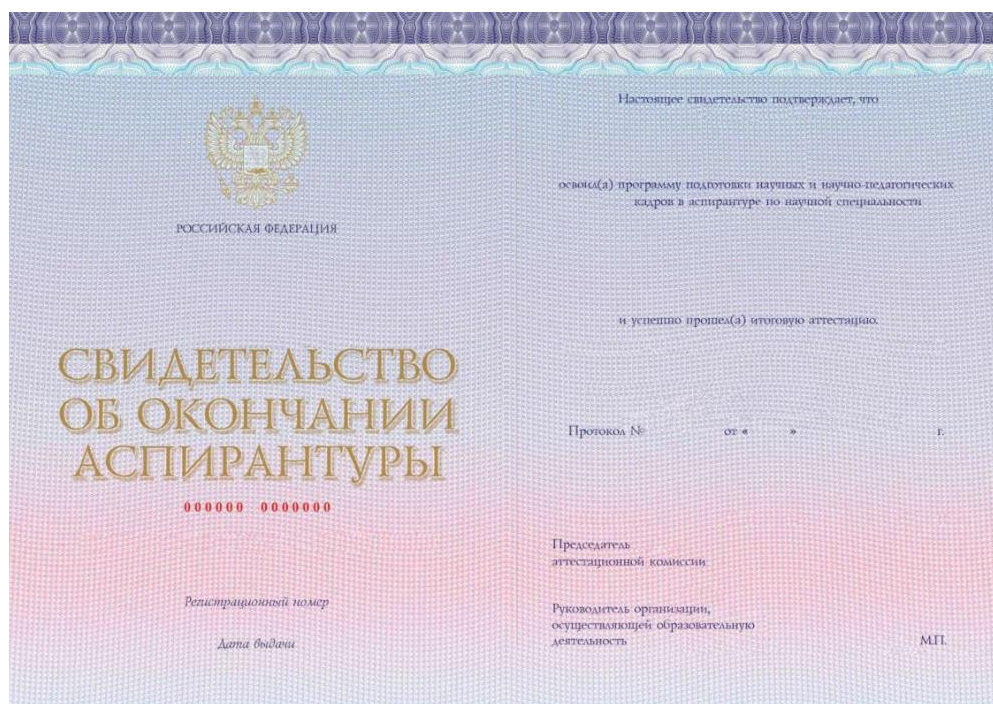 РОССИЙСКАЯ ФЕДЕРАЦИЯ
СВИДЕТЕЛЬСТВО
ОБ ОКОНЧАНИИ
АСПИРАНТУРЫ
000000 0000000
Регистрационный номер
Дата выдачи
Настоящее свидетельство подтверждает, что
освоил(а) программу подготовки научных и научно-педагогических
кадров в аспирантуре по научной специальности
и успешно прошел(а) итоговую аттестацию.
Протокол № от « » г.
Председатель
аттестационной комиссии
Руководитель организации,
осуществляющей образовательную
деятельность М.П.